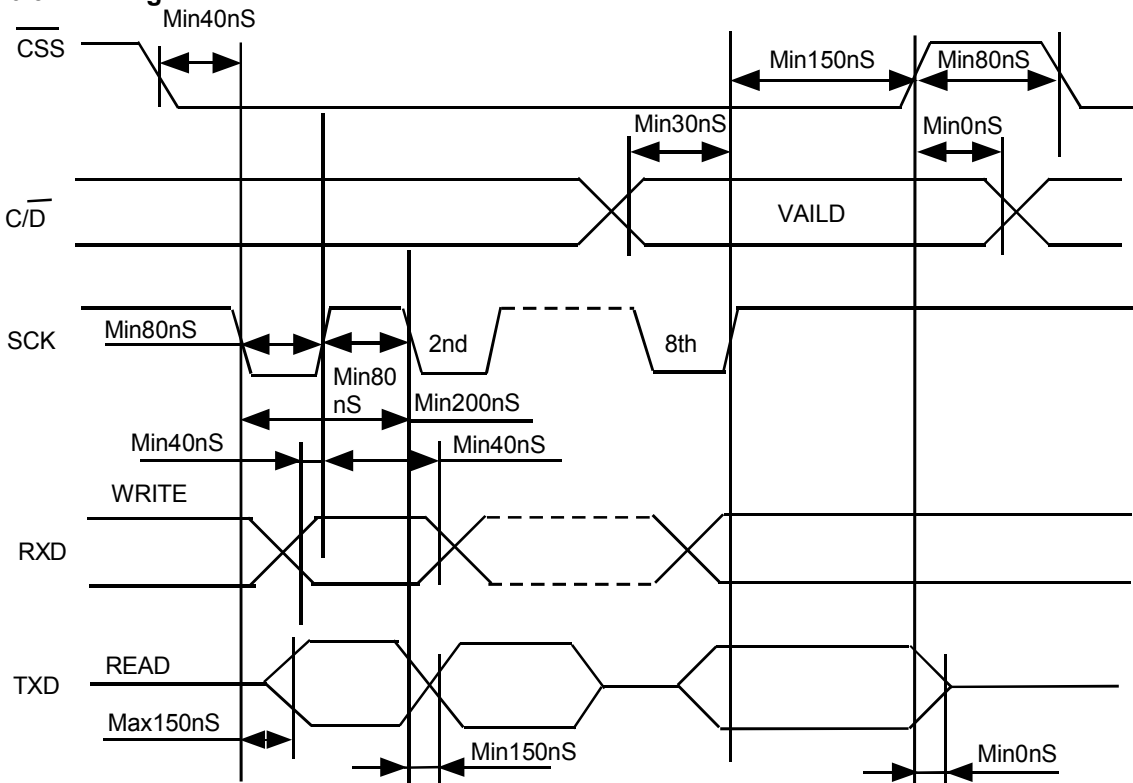 Min40nS
CSS
Min150nS
Min80nS
Min30nS
Min0nS
C/D
VAILD
SCK
Min80nS
2nd
8th
Min80
nS
Min200nS
Min40nS
Min40nS
WRITE
RXD
READ
TXD
Max150nS
Min150nS
Min0nS